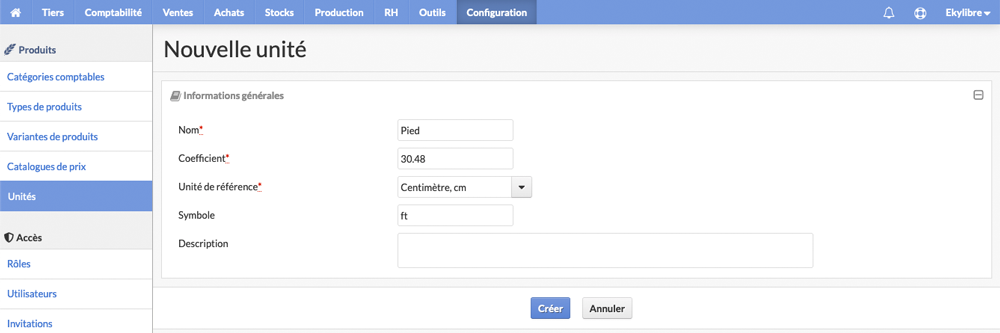 Tiers Comptabilité Ventes Achats Stocks Production RH Outils Configuration Ekylibre
Produits
Catégories comptables
Types de produits
Variantes de produits
Catalogues de prix
Unités
Accès
Rôles
Utilisateurs
Invitations
Nouvelle unité
Informations générales
Nom* Pied
Coefficient* 30.48
Unité de référence* Centimètre, cm
Symbole ft
Description
Créer Annuler